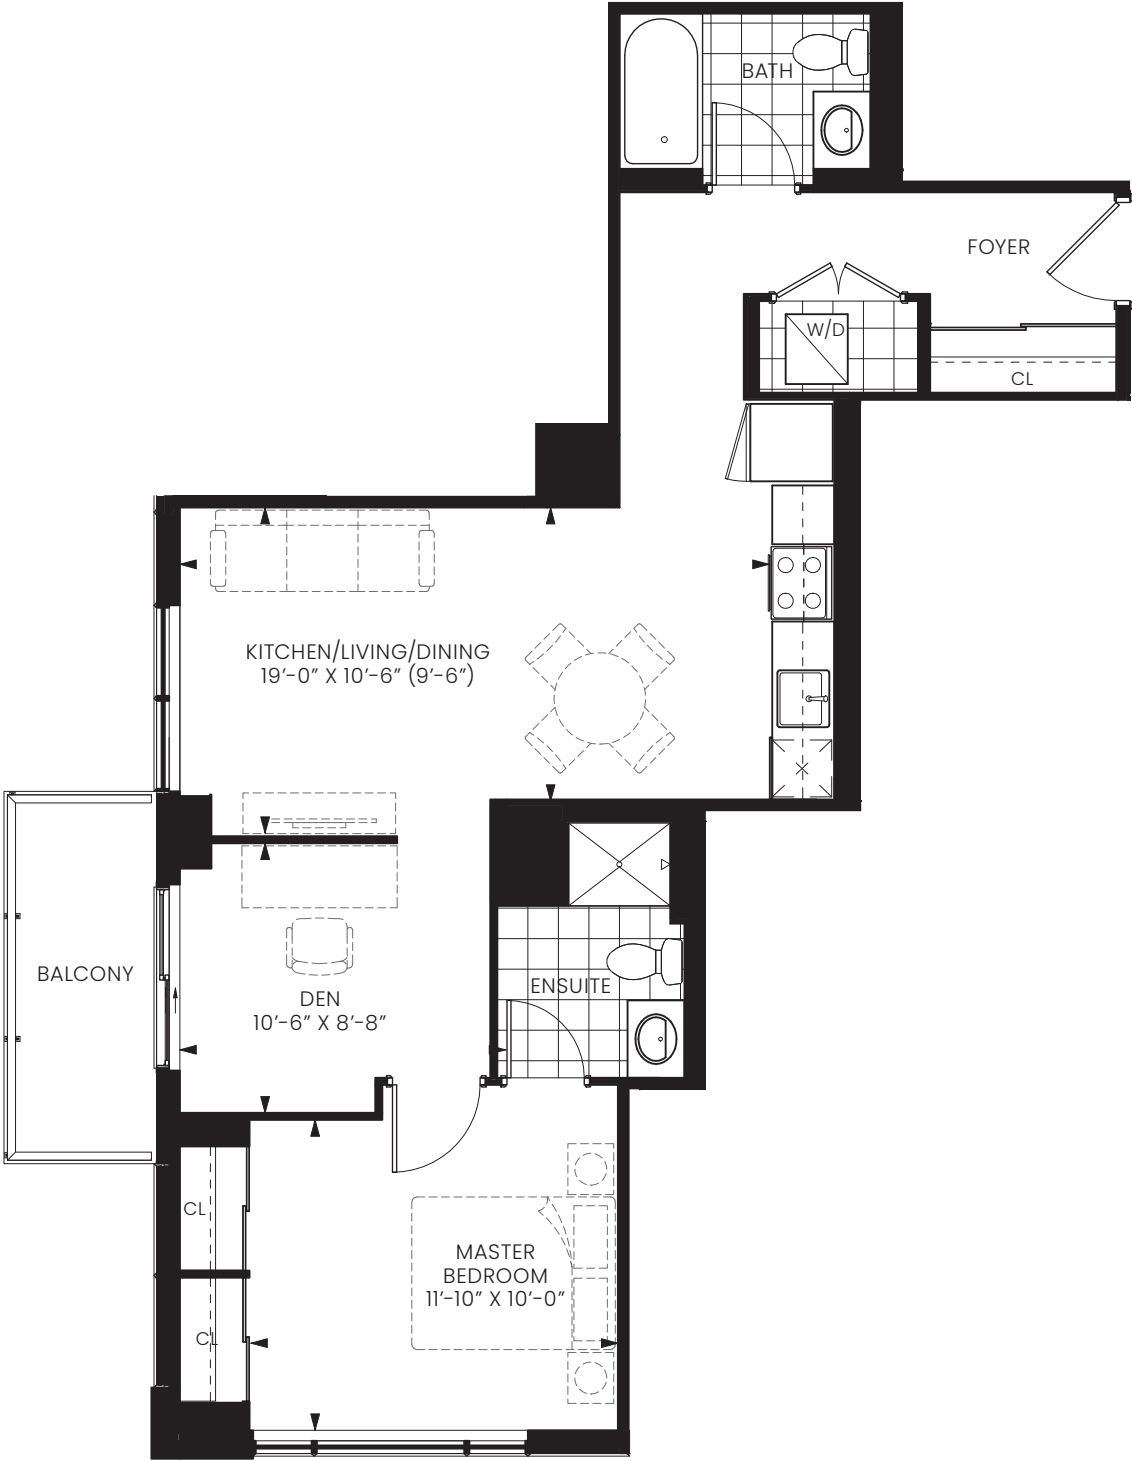 BATH
FOYER
W/D
CL
KITCHEN/LIVING/DINING
19’-0” X 10’-6” (9’-6”)
BALCONY
ENSUITE
DEN
10’-6” X 8’-8”
CL
MASTER
BEDROOM
11’-10” X 10’-0”
CL